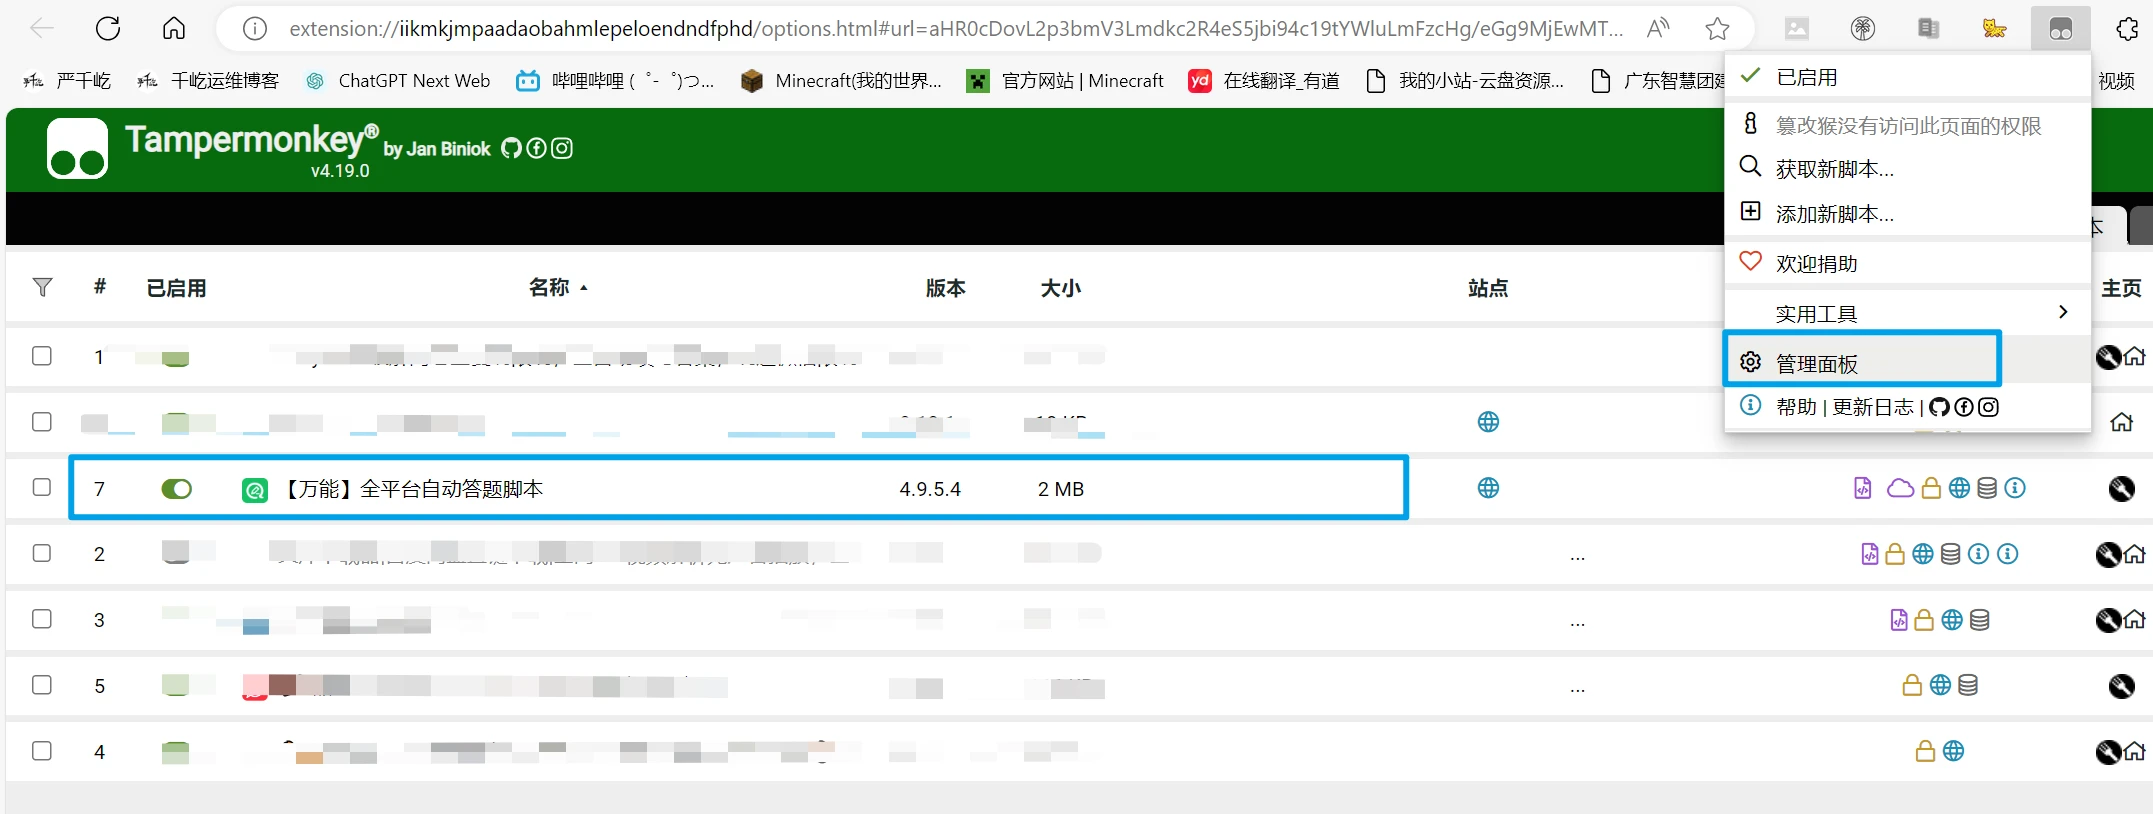 extension://iikmkjmpaadaobahmlepeloendndfphd/options.html#url=aHR0cDovL2p3bmV3Lmdkc2R4eS5jbi94c19tYWluLmFzcHg/eGg9MjEwMT...
严千屹 千屹运维博客 ChatGPT Next Web 哔哩哔哩 (゜-゜)つ... Minecraft(我的世界... 官方网站 | Minecraft yd 在线翻译_有道 我的小站-云盘资源... 广东智慧团建 视频
Tampermonkey® by Jan Biniok
v4.19.0
已启用
篡改猴没有访问此页面的权限
获取新脚本...
添加新脚本...
欢迎捐助
实用工具
管理面板
帮助 | 更新日志 |
本
# 已启用 名称 版本 大小 站点 主页
1
7 【万能】全平台自动答题脚本 4.9.5.4 2 MB
2 ...
3 ...
5 ...
4